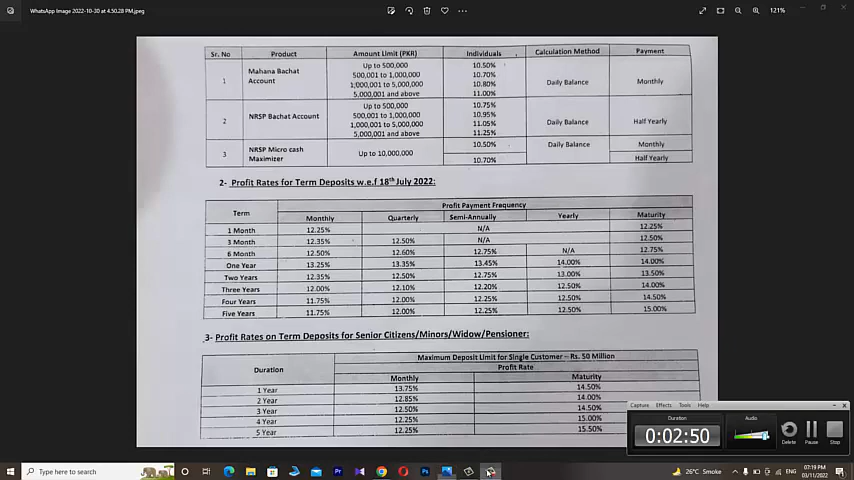 WhatsApp Image 2022-10-30 at 4.50.28 PM.jpeg
121%
Sr. No Product Amount Limit (PKR) Individuals Calculation Method Payment
1 Mahana Bachat Account Daily Balance Monthly
Up to 500,000 10.50%
500,001 to 1,000,000 10.70%
1,000,001 to 5,000,000 10.80%
5,000,001 and above 11.00%
2 NRSP Bachat Account Daily Balance Half Yearly
Up to 500,000 10.75%
500,001 to 1,000,000 10.95%
1,000,001 to 5,000,000 11.05%
5,000,001 and above 11.25%
3 NRSP Micro cash Maximizer Up to 10,000,000 Daily Balance
10.50% Monthly
10.70% Half Yearly
2- Profit Rates for Term Deposits w.e.f 18th July 2022:
Term Profit Payment Frequency
Monthly Quarterly Semi-Annually Yearly Maturity
1 Month 12.25% N/A 12.25%
3 Month 12.35% 12.50% N/A 12.50%
6 Month 12.50% 12.60% 12.75% N/A 12.75%
One Year 13.25% 13.35% 13.45% 14.00% 14.00%
Two Years 12.35% 12.50% 12.75% 13.00% 13.50%
Three Years 12.00% 12.10% 12.20% 12.50% 14.00%
Four Years 11.75% 12.00% 12.25% 12.50% 14.50%
Five Years 11.75% 12.00% 12.25% 12.50% 15.00%
3- Profit Rates on Term Deposits for Senior Citizens/Minors/Widow/Pensioner:
Duration Maximum Deposit Limit for Single Customer – Rs. 50 Million
Profit Rate
Monthly Maturity
1 Year 13.75% 14.50%
2 Year 12.85% 14.00%
3 Year 12.50% 14.50%
4 Year 12.25% 15.00%
5 Year 12.25% 15.50%
Capture Effects Tools Help
Duration Audio
0:02:50
Delete Pause Stop
Type here to search
26°C Smoke
ENG
07:19 PM
03/11/2022